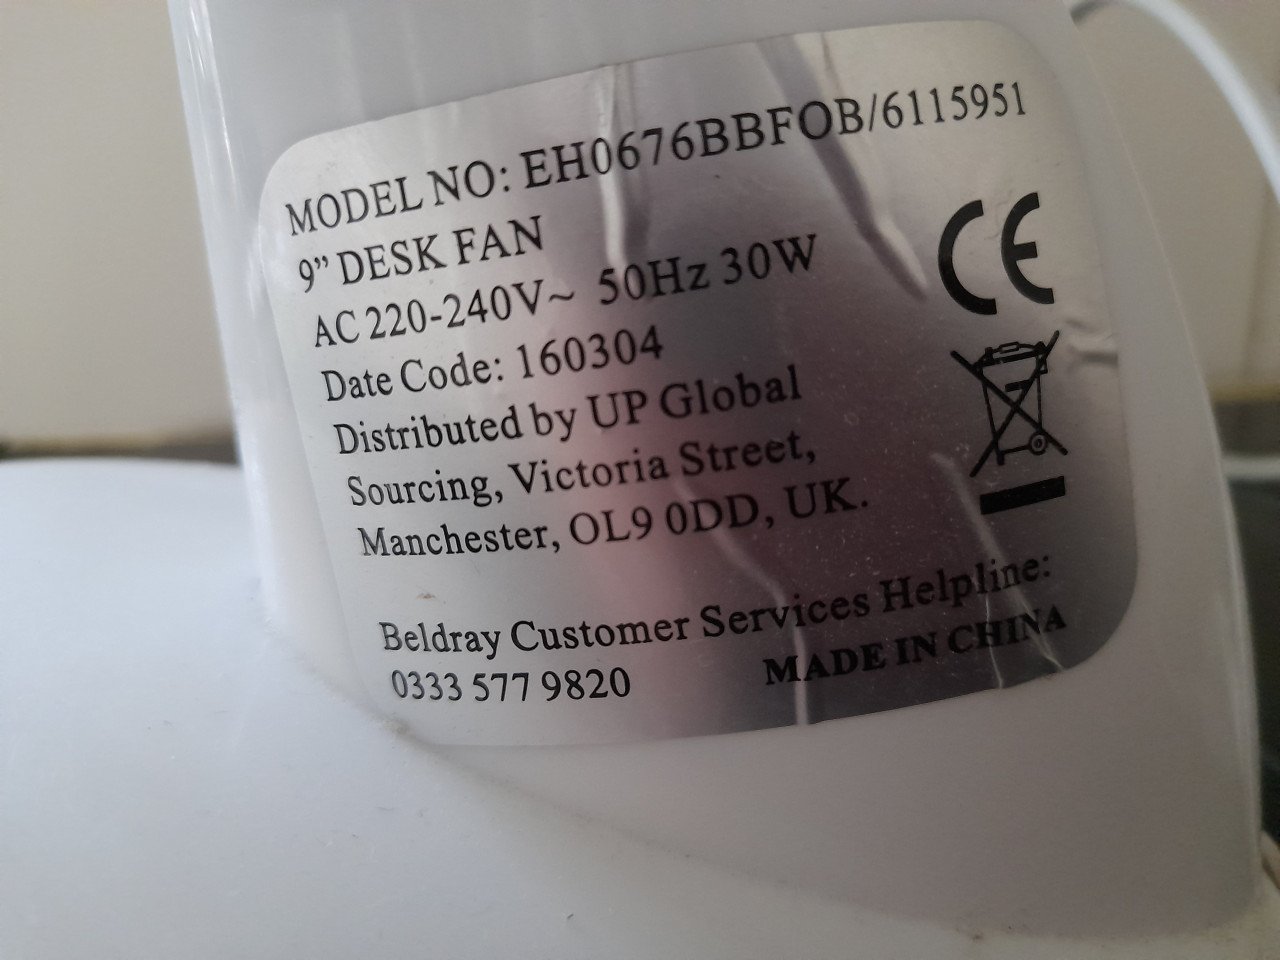 MODEL NO: EH0676BBFOB/6115951
9” DESK FAN
AC 220-240V~ 50Hz 30W
CE
Date Code: 160304
Distributed by UP Global
Sourcing, Victoria Street,
Manchester, OL9 0DD, UK.
Beldray Customer Services Helpline:
0333 577 9820
MADE IN CHINA